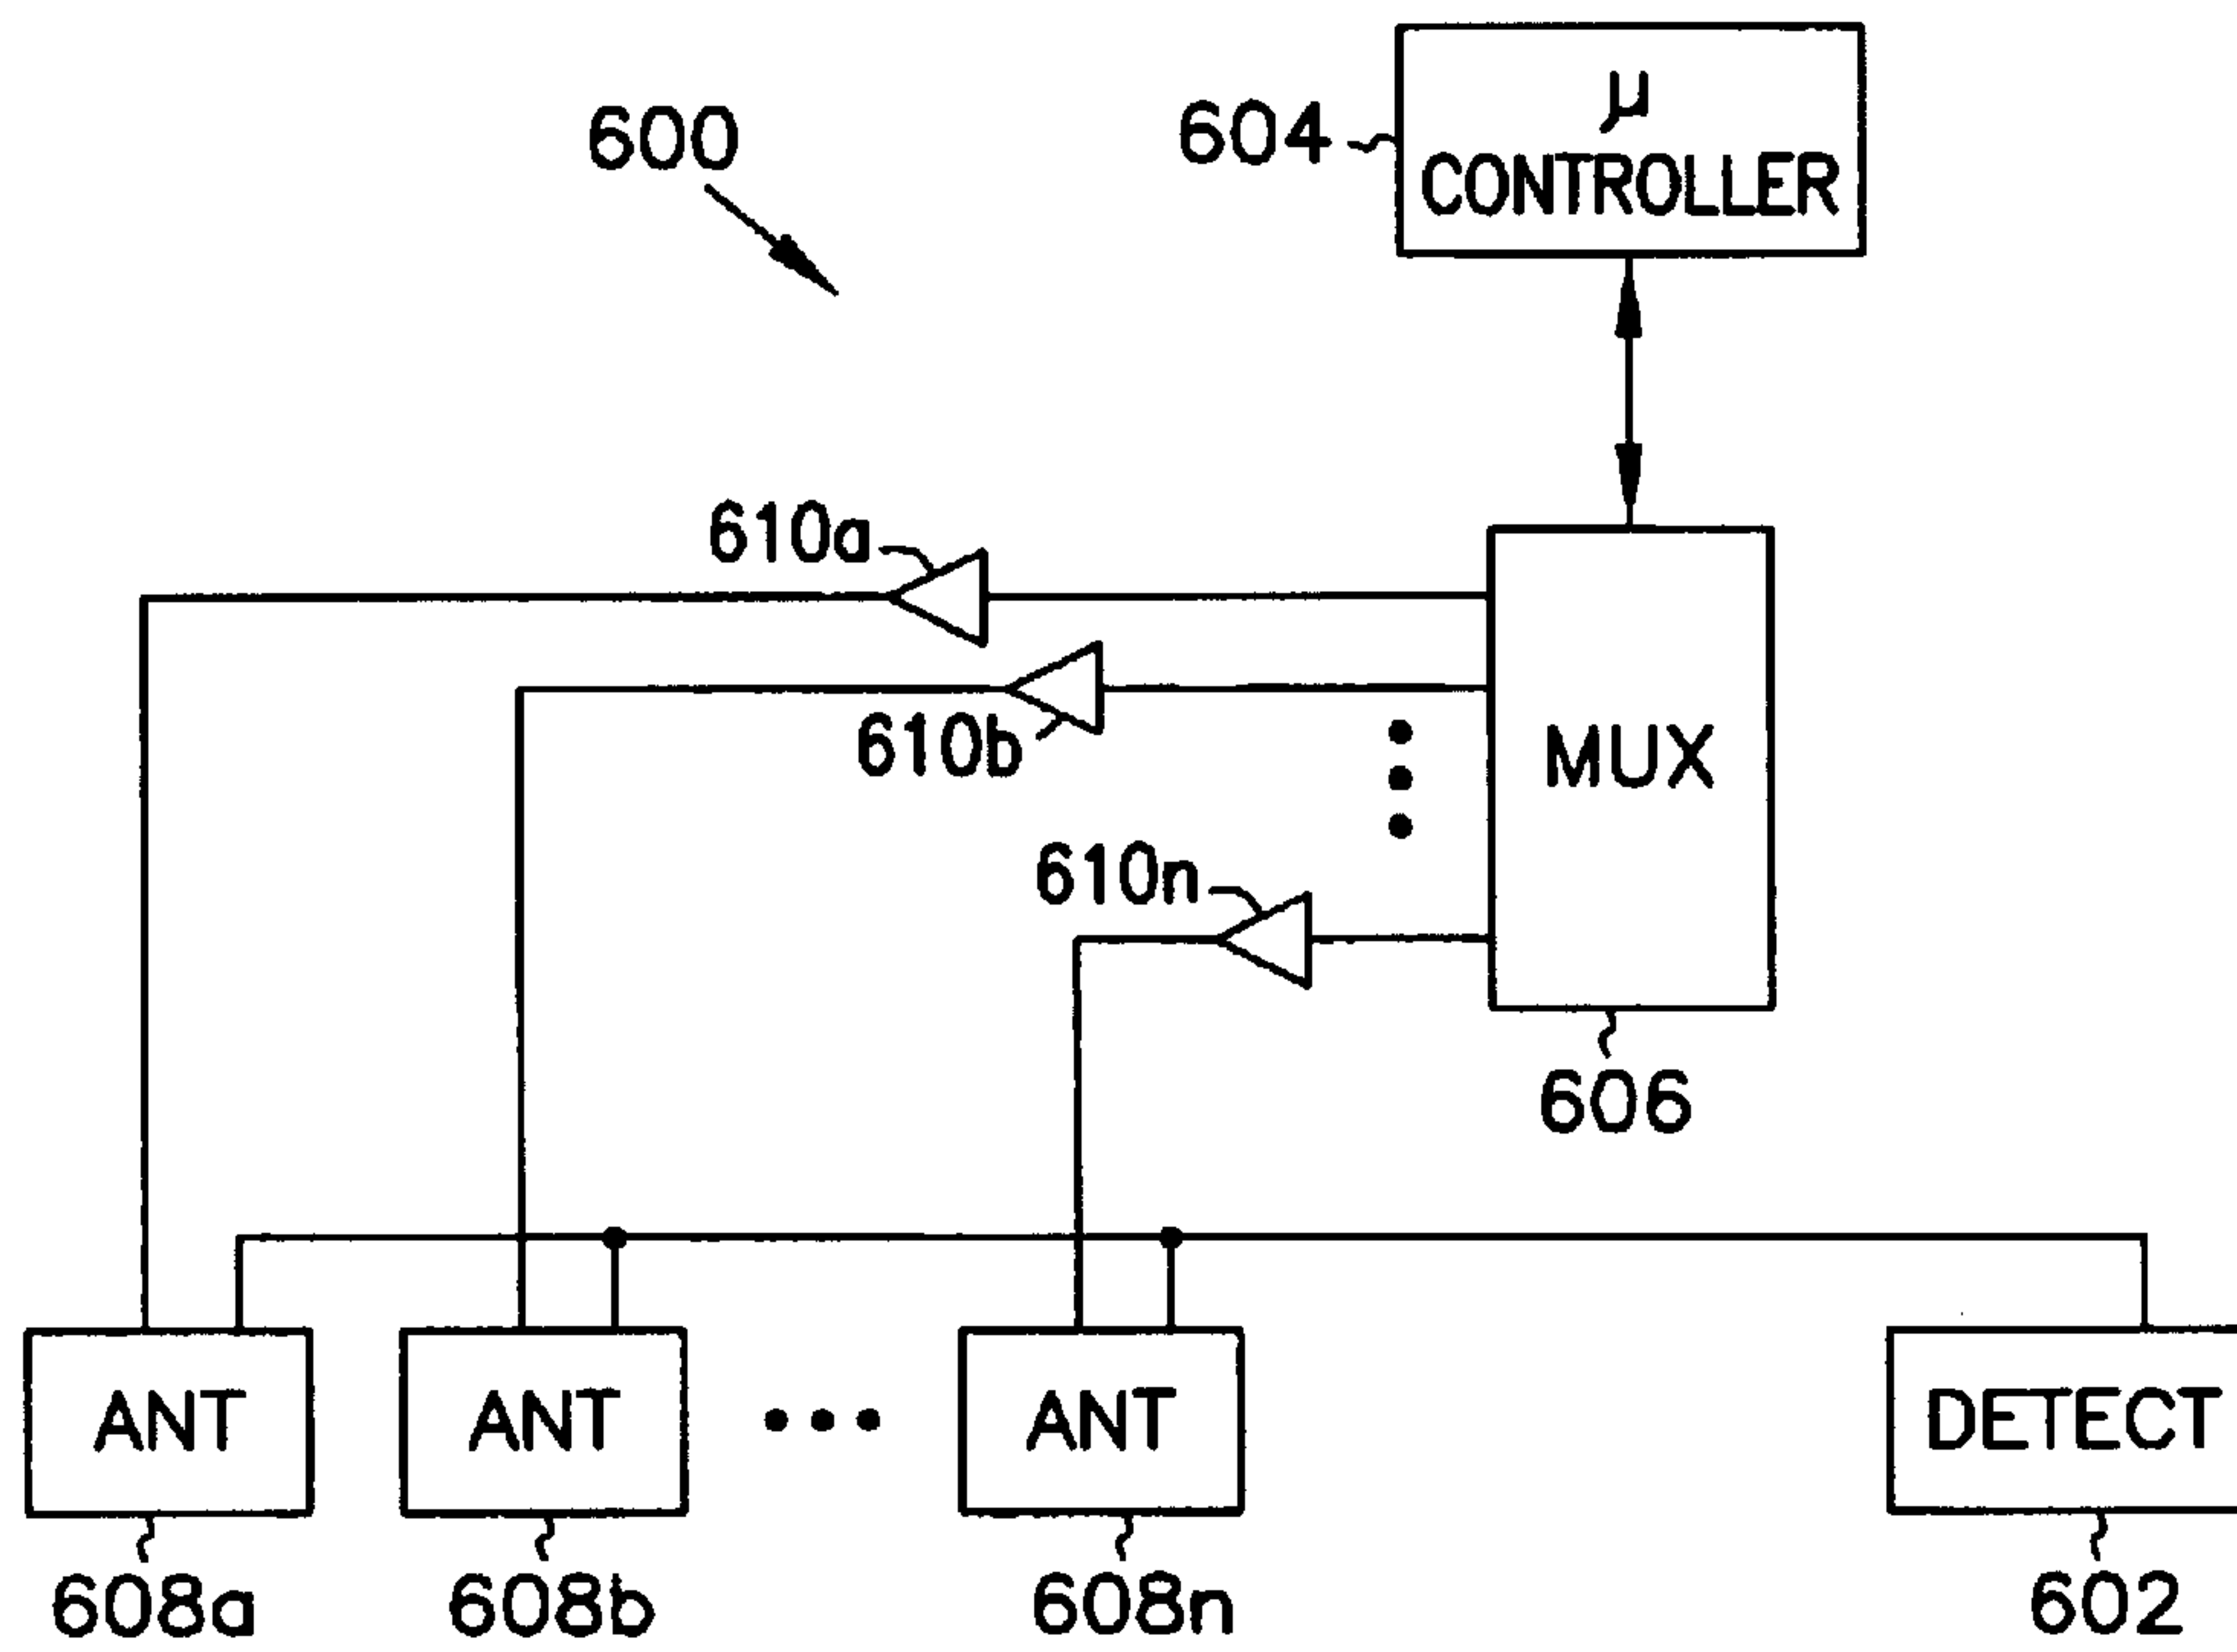 600
604
µ
CONTROLLER
610a
610b
MUX
610n
606
ANT
ANT
ANT
DETECT
608a
608b
608n
602